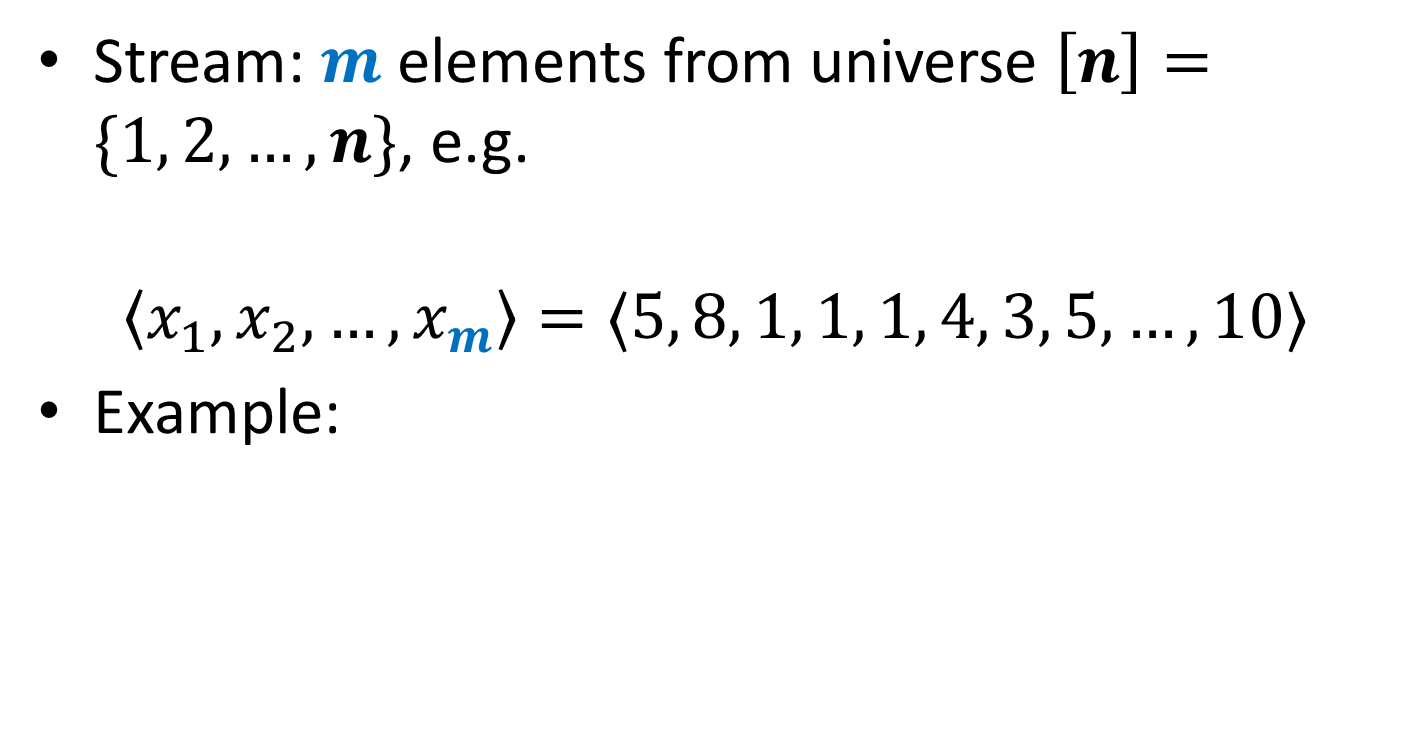 • Stream: m elements from universe [n] =
{1, 2, … , n}, e.g.
⟨x₁, x₂, … , xₘ⟩ = ⟨5, 8, 1, 1, 1, 4, 3, 5, … , 10⟩
• Example: